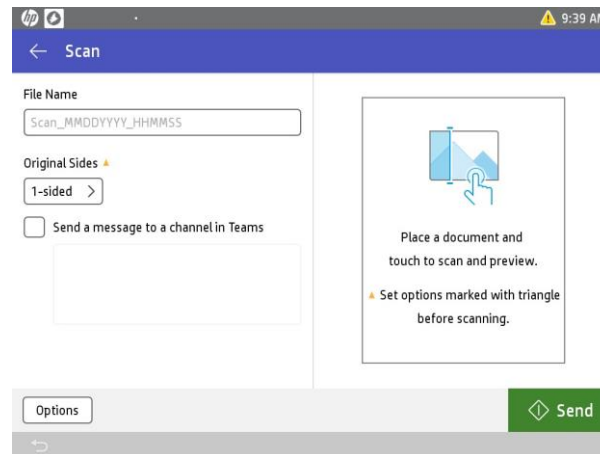 hp
9:39 AM
Scan
File Name
Scan_MMDDYYYY_HHMMSS
Original Sides
1-sided
Send a message to a channel in Teams
Place a document and
touch to scan and preview.
Set options marked with triangle
before scanning.
Options
Send